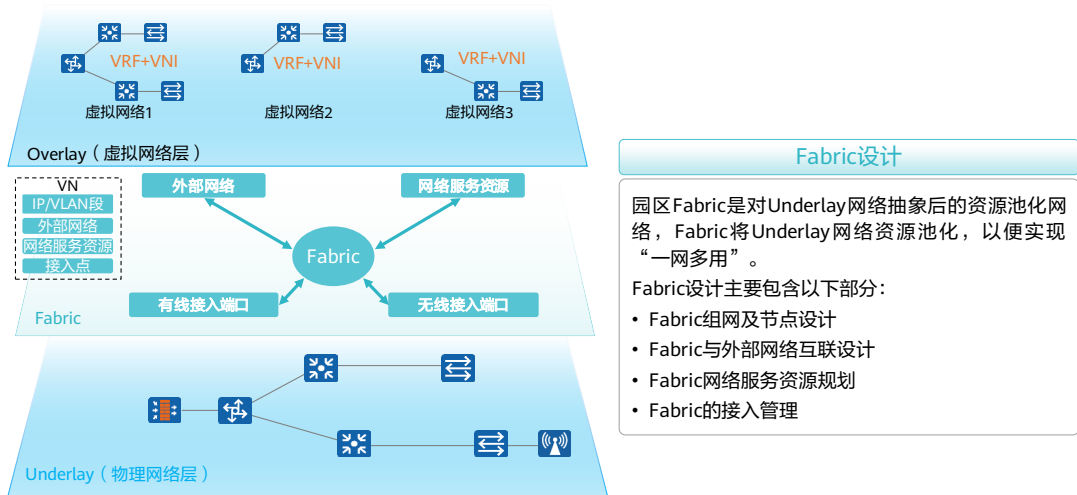 VRF+VNI
VRF+VNI
VRF+VNI
虚拟网络1
虚拟网络2
虚拟网络3
Overlay（虚拟网络层）
VN
IP/VLAN段
外部网络
网络服务资源
接入点
外部网络
网络服务资源
Fabric
有线接入端口
无线接入端口
Fabric
Underlay（物理网络层）
Fabric设计
园区Fabric是对Underlay网络抽象后的资源池化网
络，Fabric将Underlay网络资源池化，以便实现
“一网多用”。
Fabric设计主要包含以下部分：
• Fabric组网及节点设计
• Fabric与外部网络互联设计
• Fabric网络服务资源规划
• Fabric的接入管理